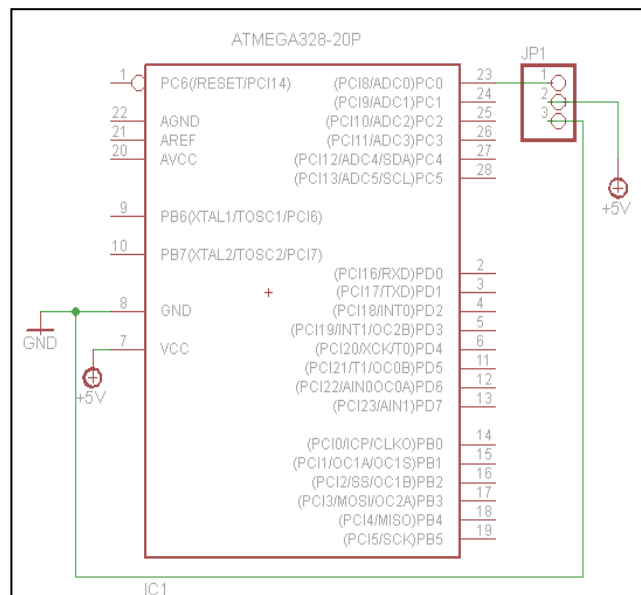 ATMEGA328-20P
JP1
1 PC6(/RESET/PCI14) (PCI8/ADC0)PC0 23 1
(PCI9/ADC1)PC1 24 2
22 AGND (PCI10/ADC2)PC2 25 3
21 AREF (PCI11/ADC3)PC3 26
20 AVCC (PCI12/ADC4/SDA)PC4 27
(PCI13/ADC5/SCL)PC5 28
+5V
9 PB6(XTAL1/TOSC1/PCI6)
10 PB7(XTAL2/TOSC2/PCI7)
(PCI16/RXD)PD0 2
(PCI17/TXD)PD1 3
8 GND (PCI18/INT0)PD2 4
GND (PCI19/INT1/OC2B)PD3 5
7 VCC (PCI20/XCK/T0)PD4 6
(PCI21/T1/OC0B)PD5 11
+5V (PCI22/AIN0OC0A)PD6 12
(PCI23/AIN1)PD7 13
(PCI0/ICP/CLKO)PB0 14
(PCI1/OC1A/OC1S)PB1 15
(PCI2/SS/OC1B)PB2 16
(PCI3/MOSI/OC2A)PB3 17
(PCI4/MISO)PB4 18
(PCI5/SCK)PB5 19
IC1